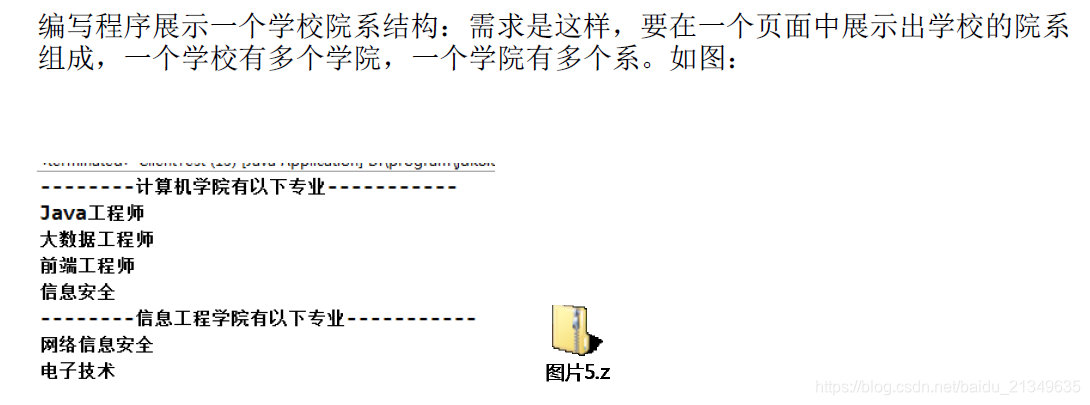 编写程序展示一个学校院系结构：需求是这样，要在一个页面中展示出学校的院系
组成，一个学校有多个学院，一个学院有多个系。如图：
--------计算机学院有以下专业-----------
Java工程师
大数据工程师
前端工程师
信息安全
--------信息工程学院有以下专业-----------
网络信息安全
电子技术
图片5.z
https://blog.csdn.net/baidu_21349635